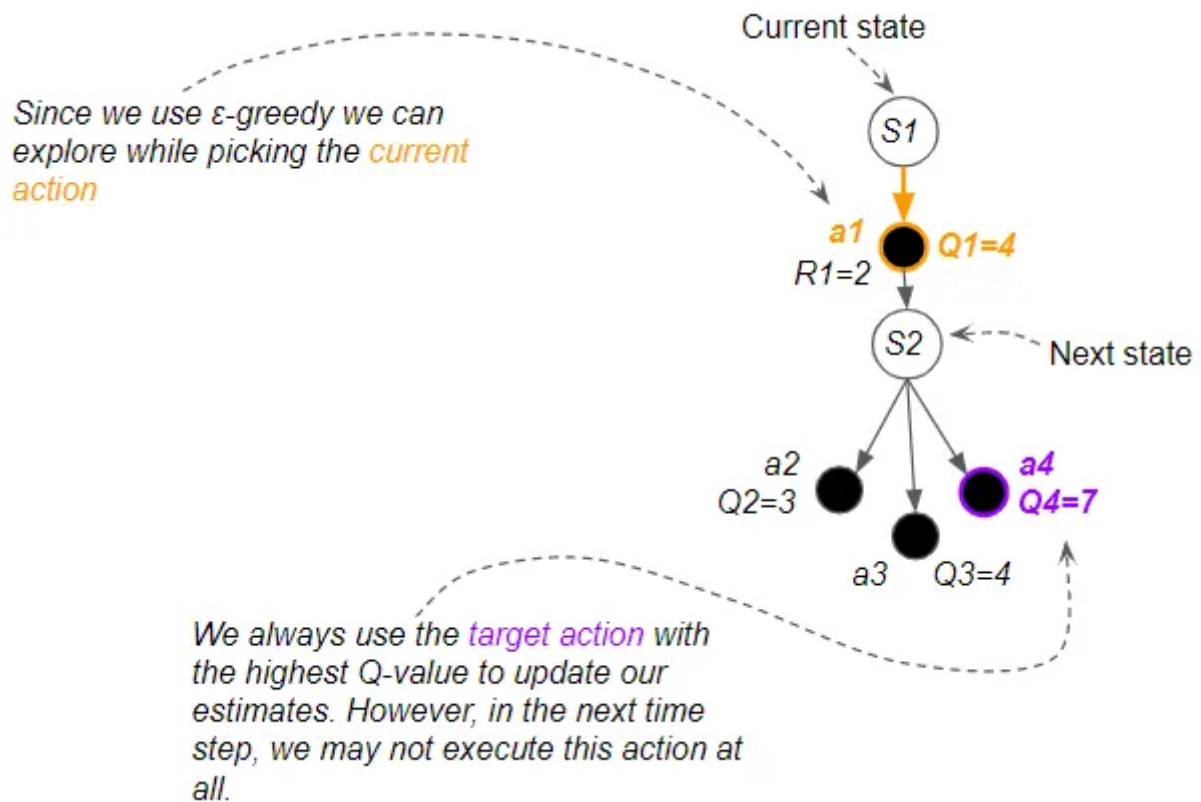 Current state
Since we use ε-greedy we can
explore while picking the current
action
S1
a1
Q1=4
R1=2
S2
Next state
a2
Q2=3
a4
Q4=7
a3
Q3=4
We always use the target action with
the highest Q-value to update our
estimates. However, in the next time
step, we may not execute this action at
all.